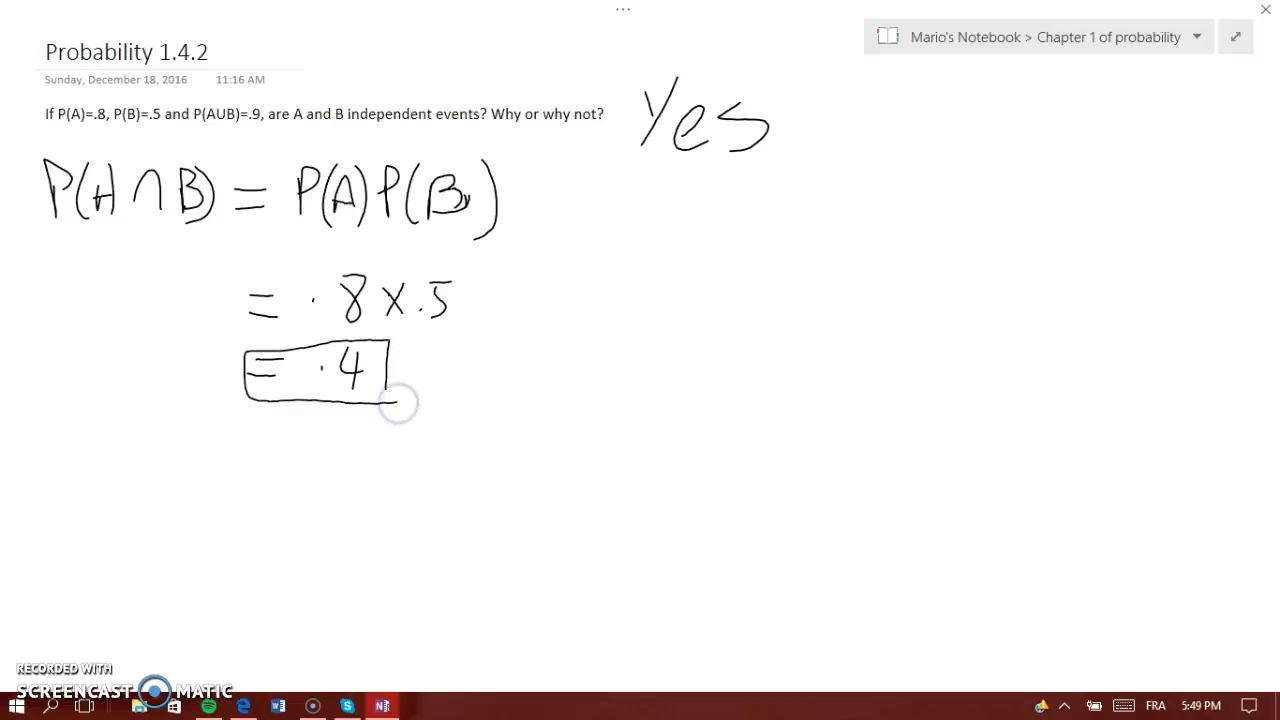 Probability 1.4.2
Mario's Notebook > Chapter 1 of probability
Sunday, December 18, 2016 11:16 AM
If P(A)=.8, P(B)=.5 and P(AUB)=.9, are A and B independent events? Why or why not?
Yes
P(A ∩ B) = P(A) P(B)
= .8 x .5
= .4
RECORDED WITH
SCREENCAST MATIC
FRA 5:49 PM